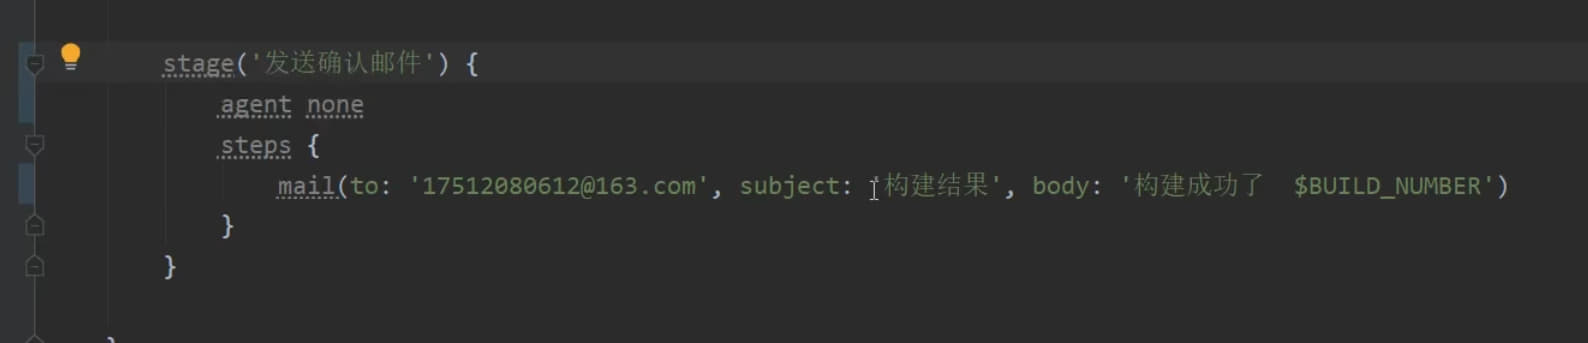 stage('发送确认邮件') {
agent none
steps {
mail(to: '17512080612@163.com', subject: '构建结果', body: '构建成功了  $BUILD_NUMBER')
}
}
}